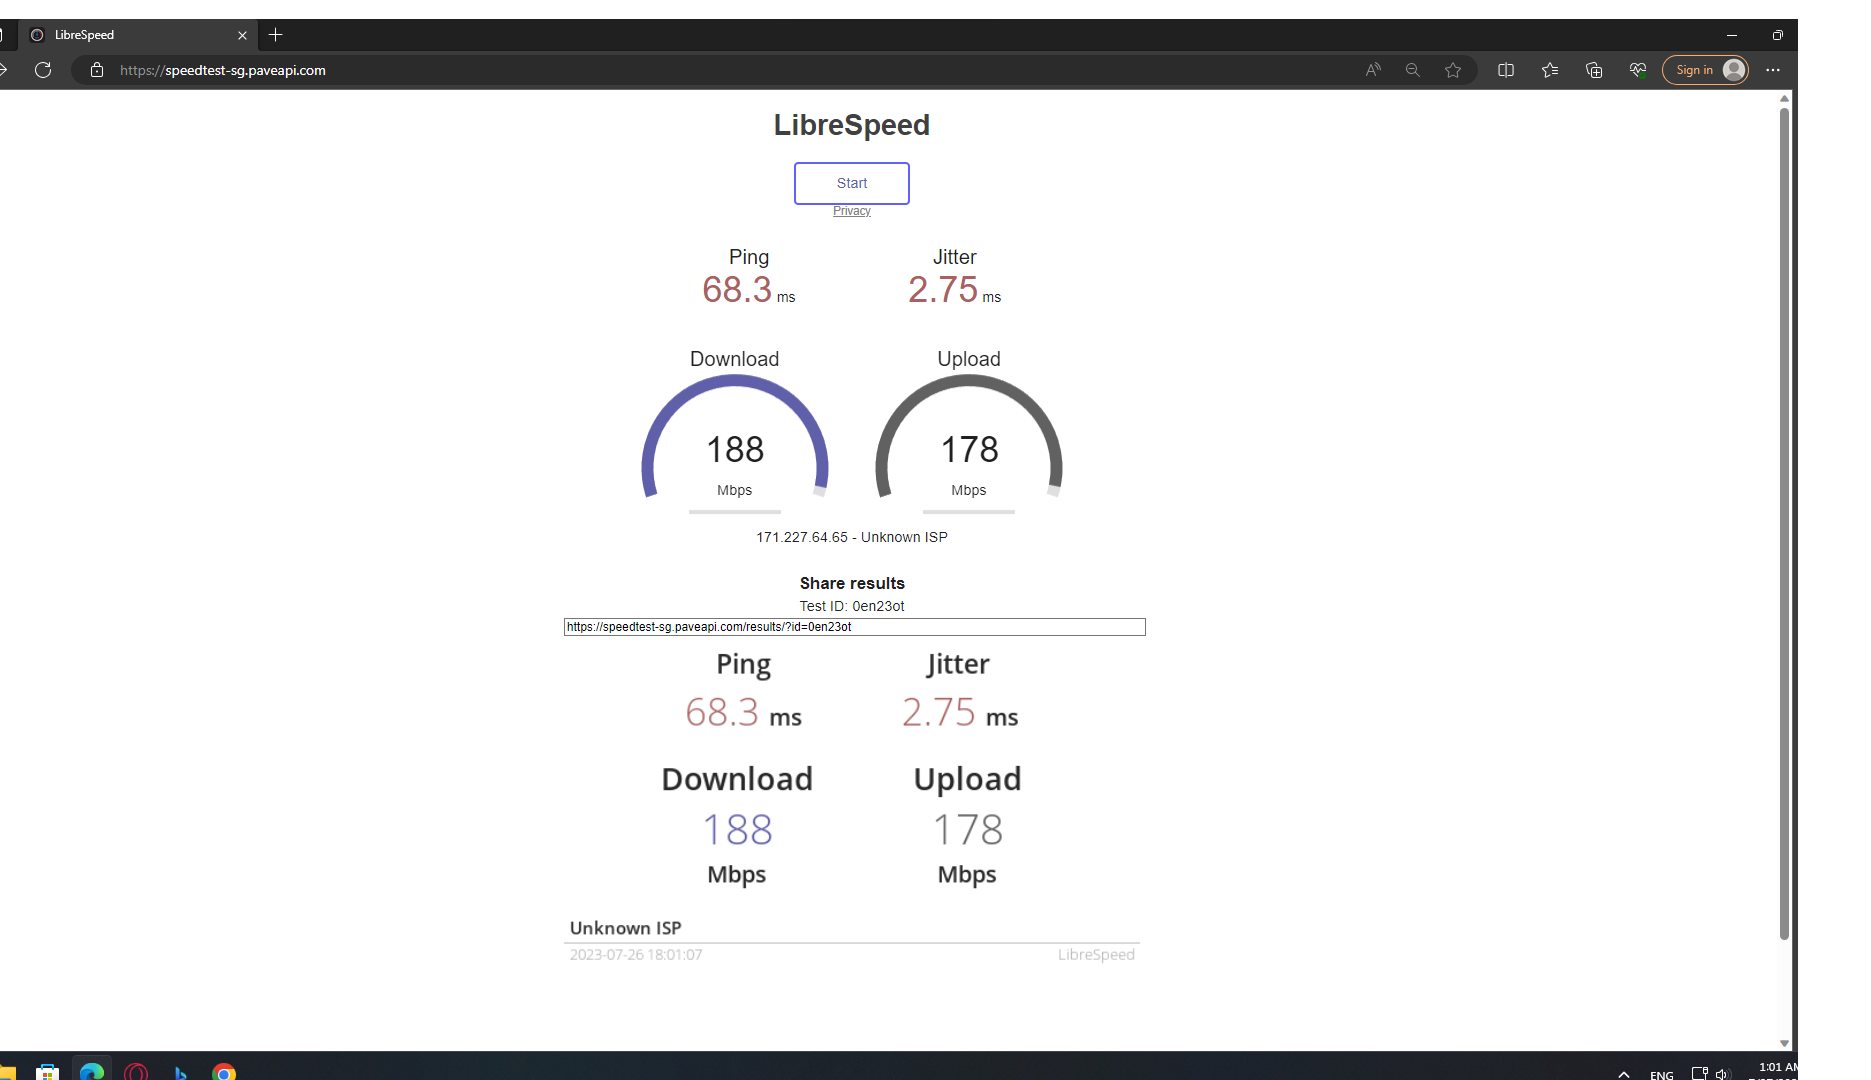 LibreSpeed
https://speedtest-sg.paveapi.com
Sign in
LibreSpeed
Start
Privacy
Ping Jitter
68.3 ms 2.75 ms
Download Upload
188 178
Mbps Mbps
171.227.64.65 - Unknown ISP
Share results
Test ID: 0en23ot
https://speedtest-sg.paveapi.com/results/?id=0en23ot
Ping Jitter
68.3 ms 2.75 ms
Download Upload
188 178
Mbps Mbps
Unknown ISP
2023-07-26 18:01:07 LibreSpeed
ENG 1:01 AM